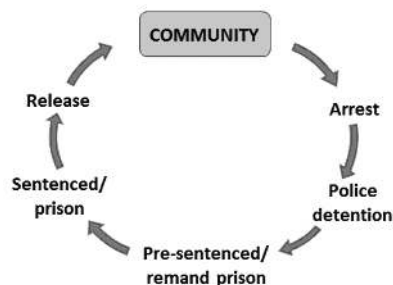 COMMUNITY
Arrest
Police
detention
Pre-sentenced/
remand prison
Sentenced/
prison
Release